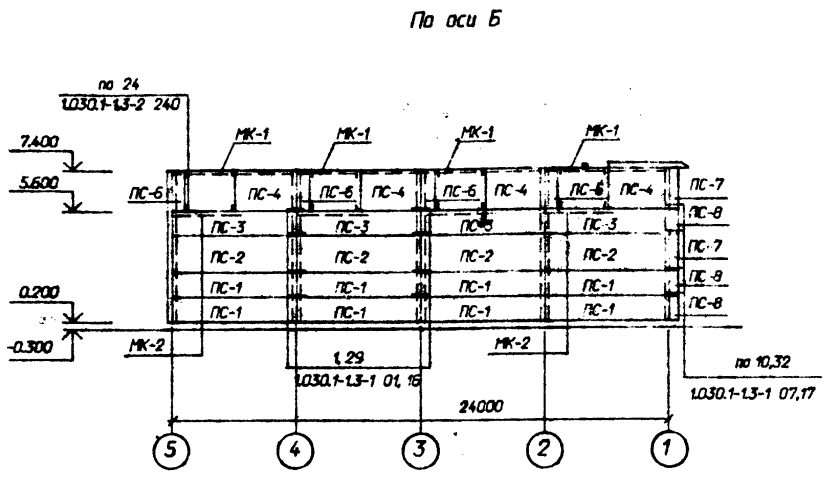 По оси Б
по 24
1.030.1-1.3-2 240
МК-1 МК-1 МК-1 МК-1
7.400
5.600
ПС-6 ПС-4 ПС-6 ПС-4 ПС-6 ПС-4 ПС-6 ПС-4 ПС-7
ПС-3 ПС-3 ПС-3 ПС-3 ПС-8
ПС-2 ПС-2 ПС-2 ПС-2 ПС-7
ПС-1 ПС-1 ПС-1 ПС-1 ПС-8
0.200
ПС-1 ПС-1 ПС-1 ПС-1 ПС-8
-0.300
МК-2 МК-2
1, 29
1.030.1-1.3-1 01, 16
по 10,32
1.030.1-1.3-1 07,17
24000
5 4 3 2 1